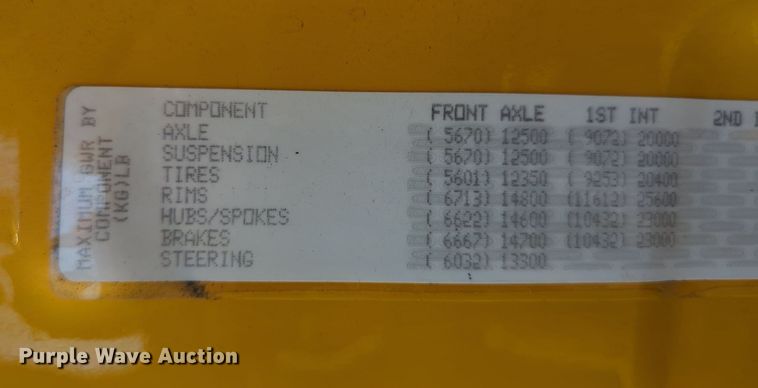 MAXIMUM GWR BY
COMPONENT
(KG)LB
COMPONENT FRONT AXLE 1ST INT 2ND
AXLE ( 5670) 12500 ( 9072) 20000
SUSPENSION ( 5670) 12500 ( 9072) 20000
TIRES ( 5601) 12350 ( 9253) 20400
RIMS ( 6713) 14800 (11612) 25600
HUBS/SPOKES ( 6622) 14600 (10432) 23000
BRAKES ( 6667) 14700 (10432) 23000
STEERING ( 6032) 13300
Purple Wave Auction